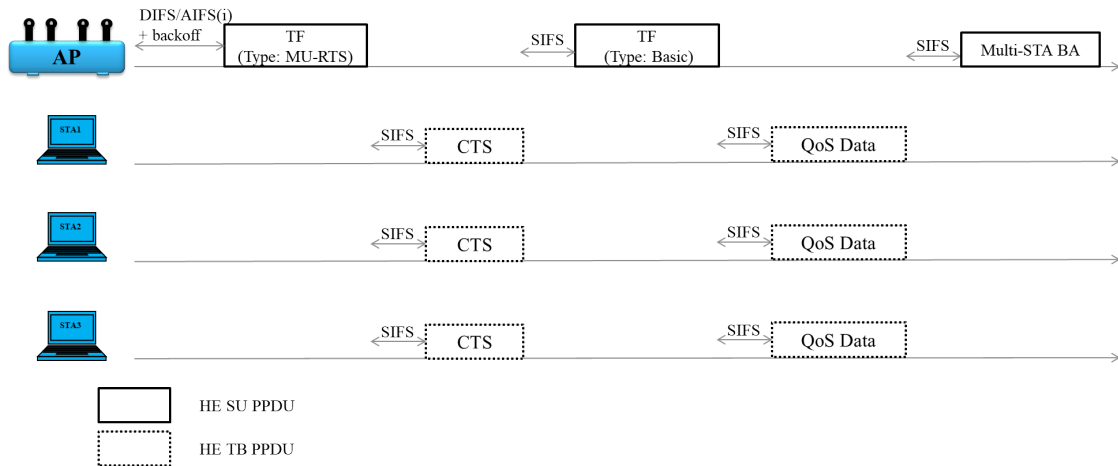 DIFS/AIFS(i)
+ backoff
AP
TF
(Type: MU-RTS)
SIFS
TF
(Type: Basic)
SIFS
Multi-STA BA
STA1
SIFS
CTS
SIFS
QoS Data
STA2
SIFS
CTS
SIFS
QoS Data
STA3
SIFS
CTS
SIFS
QoS Data
HE SU PPDU
HE TB PPDU